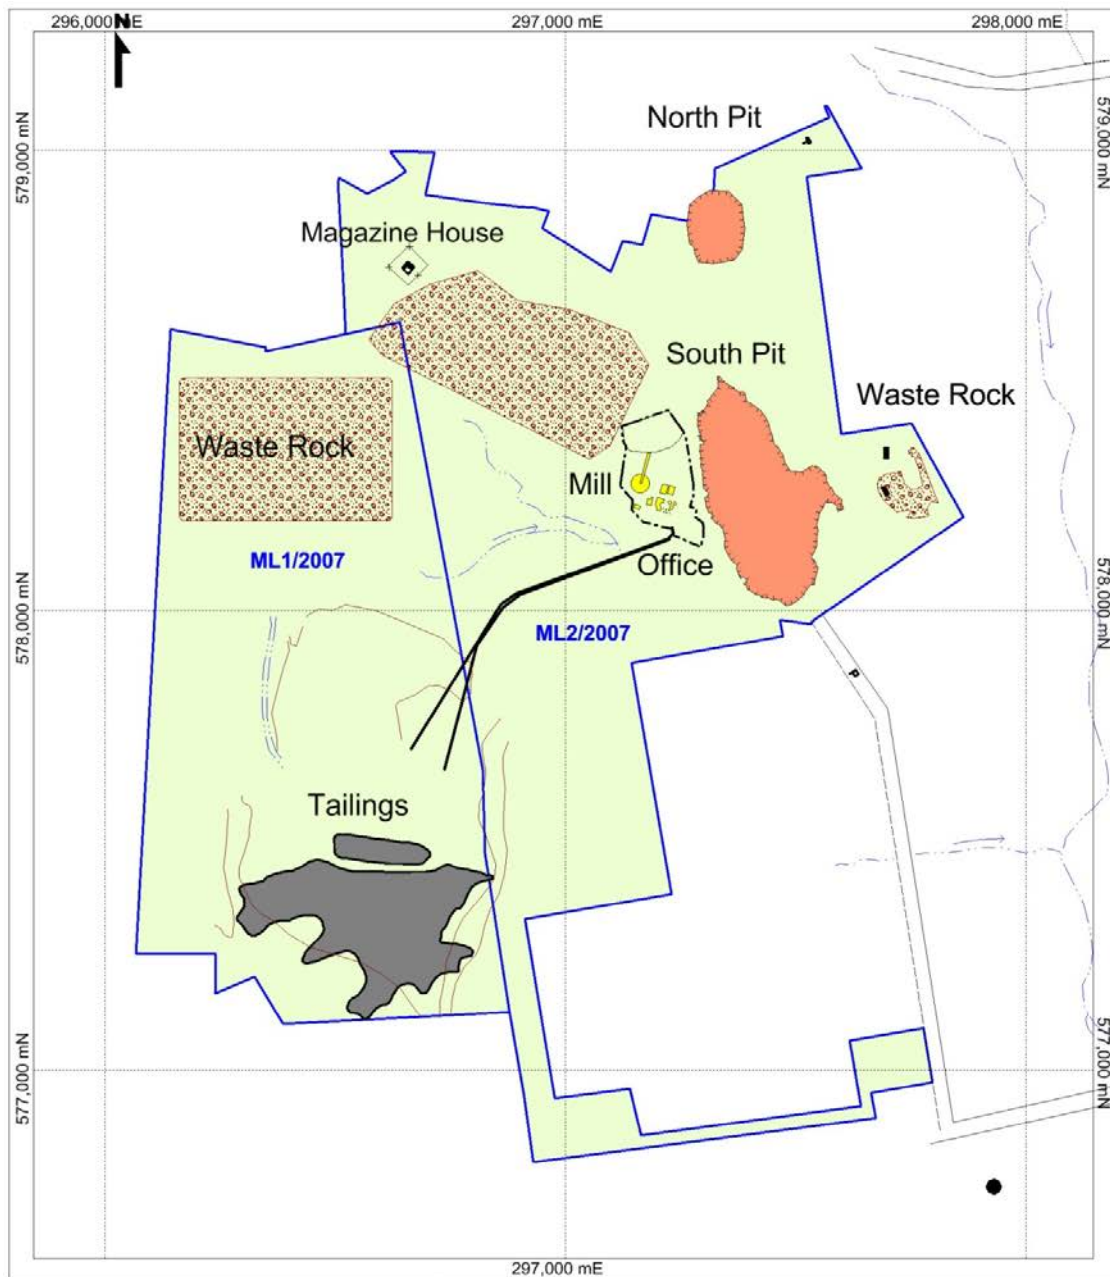 296,000 mE
N
297,000 mE
298,000 mE
579,000 mN
579,000 mN
North Pit
Magazine House
South Pit
Waste Rock
Waste Rock
Mill
ML1/2007
Office
578,000 mN
578,000 mN
ML2/2007
P
Tailings
577,000 mN
577,000 mN
297,000 mE